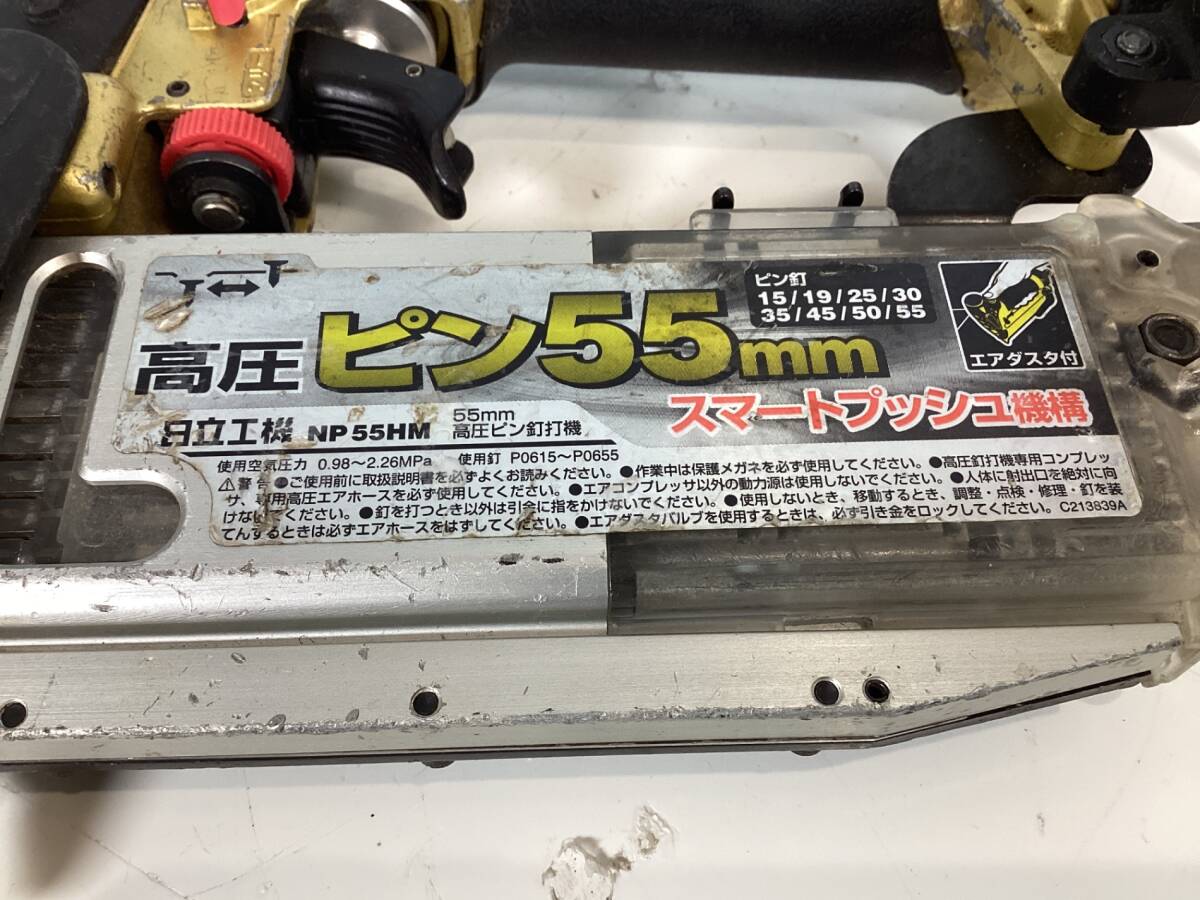 高圧 ピン55mm
ピン釘
15/19/25/30
35/45/50/55
エアダスタ付
スマートプッシュ機構
日立工機 NP55HM 55mm
高圧ピン釘打機
使用空気圧力 0.98〜2.26MPa 使用釘 P0615〜P0655
警告 ●ご使用前に取扱説明書を必ずよくお読みください。●作業中は保護メガネを必ず使用してください。●高圧釘打機専用コンプレッ
サ、専用高圧エアホースを必ず使用してください。●エアコンプレッサ以外の動力源は使用しないでください。●人体に射出口を絶対に向
けないでください。●釘を打つとき以外は引金に指をかけないでください。●使用しないとき、移動するとき、調整・点検・修理・釘を装
てんするときは必ずエアホースをはずしてください。●エアダスタバルブを使用するときは、必ず引き金をロックしてください。C213839A